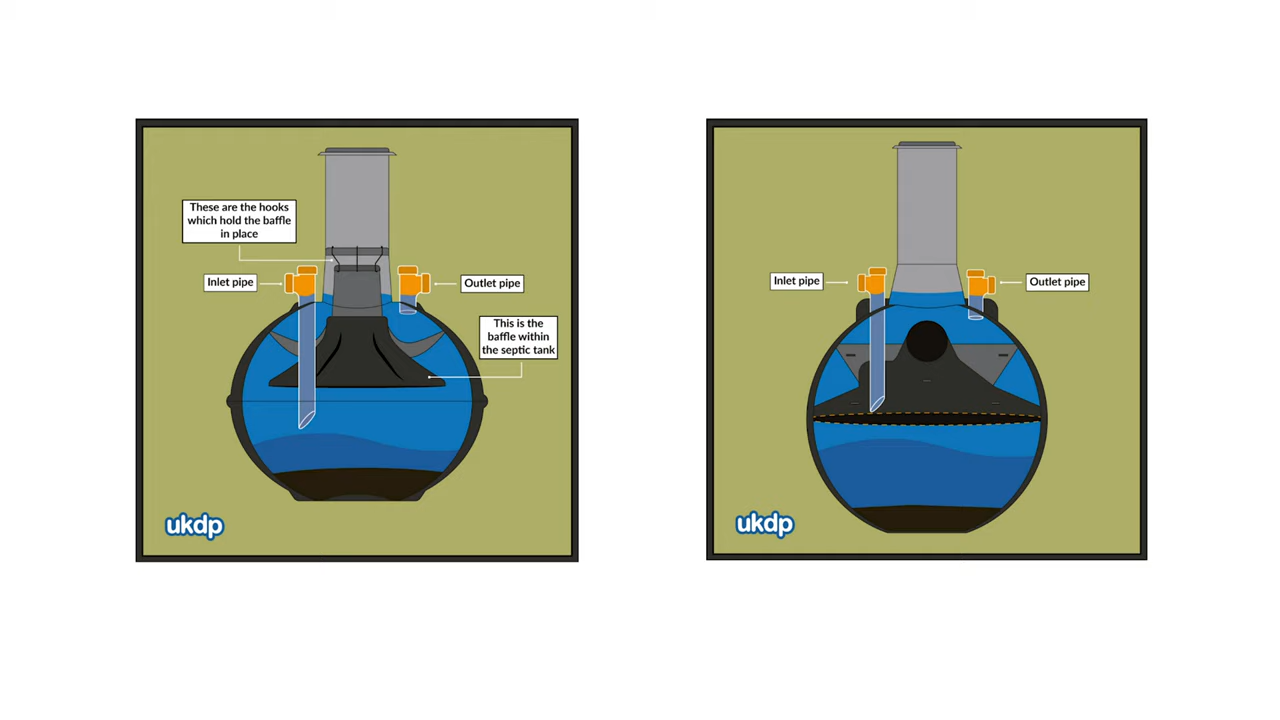 These are the hooks
which hold the baffle
in place
Inlet pipe
Outlet pipe
This is the
baffle within
the septic tank
ukdp
Inlet pipe
Outlet pipe
ukdp